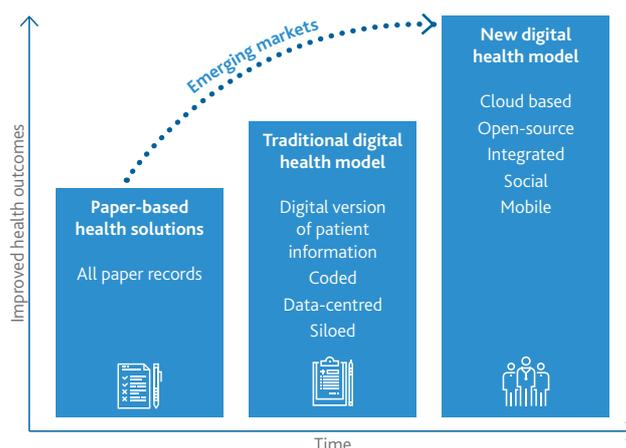 Improved health outcomes
Emerging markets
Paper-based
health solutions
All paper records
Traditional digital
health model
Digital version
of patient
information
Coded
Data-centred
Siloed
New digital
health model
Cloud based
Open-source
Integrated
Social
Mobile
Time